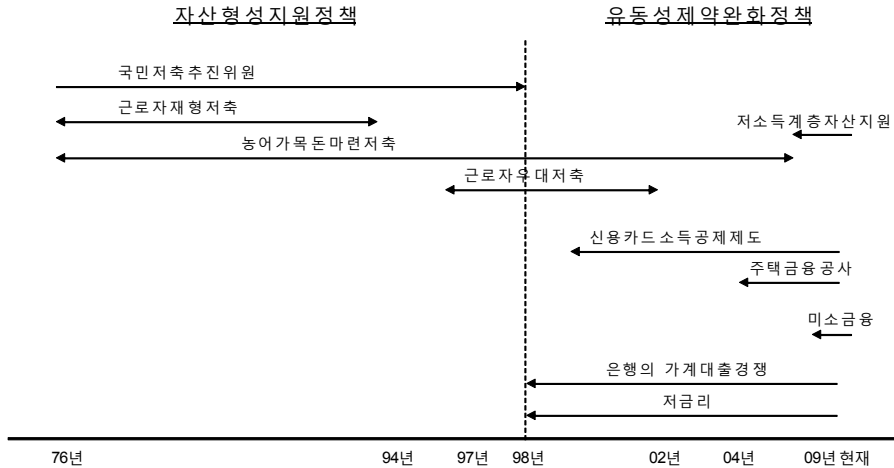 자산형성지원정책
유동성제약완화정책
국민저축추진위원
근로자재형저축
저소득계층자산지원
농어가목돈마련저축
근로자우대저축
신용카드소득공제제도
주택금융공사
미소금융
은행의 가계대출경쟁
저금리
76년 94년 97년 98년 02년 04년 09년 현재